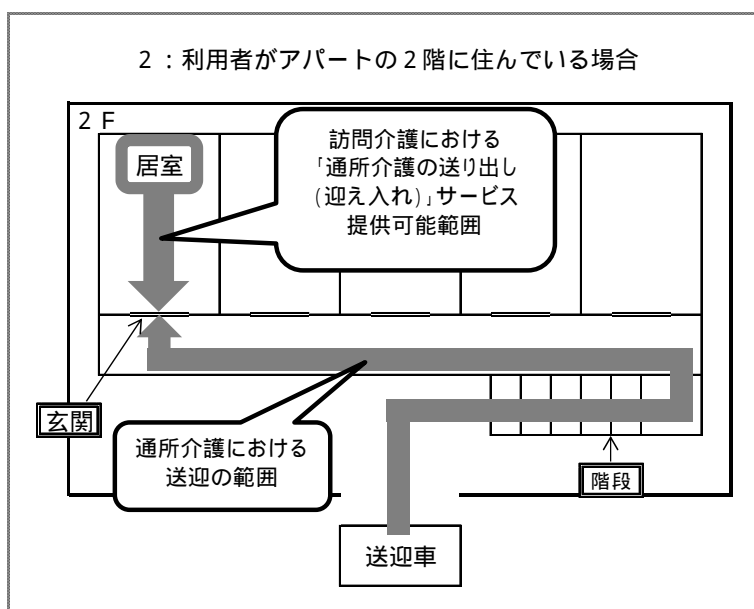 2：利用者がアパートの2階に住んでいる場合
2F
居室
訪問介護における
「通所介護の送り出し
(迎え入れ)」サービス
提供可能範囲
玄関
通所介護における
送迎の範囲
階段
送迎車